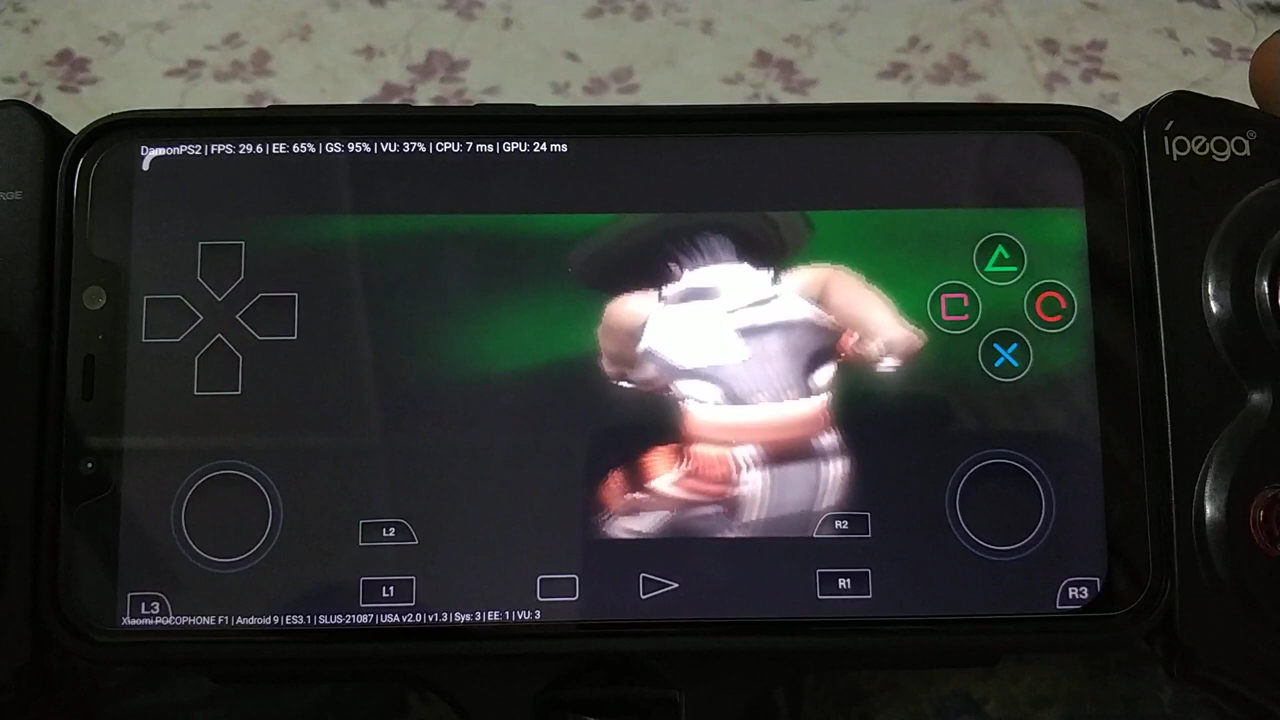 DamonPS2 | FPS: 29.6 | EE: 65% | GS: 95% | VU: 37% | CPU: 7 ms | GPU: 24 ms
ípega®
RGE
L2
R2
L1
R1
L3
R3
Xiaomi POCOPHONE F1 | Android 9 | ES3.1 | SLUS-21087 | USA v2.0 | v1.3 | Sys: 3 | EE: 1 | VU: 3